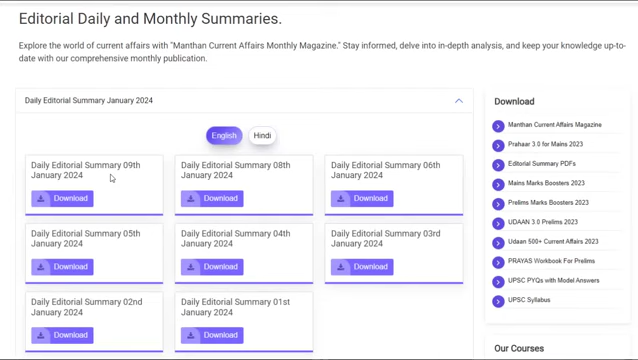 Editorial Daily and Monthly Summaries.
Explore the world of current affairs with "Manthan Current Affairs Monthly Magazine." Stay informed, delve into in-depth analysis, and keep your knowledge up-to-
date with our comprehensive monthly publication.
Daily Editorial Summary January 2024
English Hindi
Daily Editorial Summary 09th
January 2024
Download
Daily Editorial Summary 08th
January 2024
Download
Daily Editorial Summary 06th
January 2024
Download
Daily Editorial Summary 05th
January 2024
Download
Daily Editorial Summary 04th
January 2024
Download
Daily Editorial Summary 03rd
January 2024
Download
Daily Editorial Summary 02nd
January 2024
Download
Daily Editorial Summary 01st
January 2024
Download
Download
Manthan Current Affairs Magazine
Prahaar 3.0 for Mains 2023
Editorial Summary PDFs
Mains Marks Boosters 2023
Prelims Marks Boosters 2023
UDAAN 3.0 Prelims 2023
Udaan 500+ Current Affairs 2023
PRAYAS Workbook For Prelims
UPSC PYQs with Model Answers
UPSC Syllabus
Our Courses